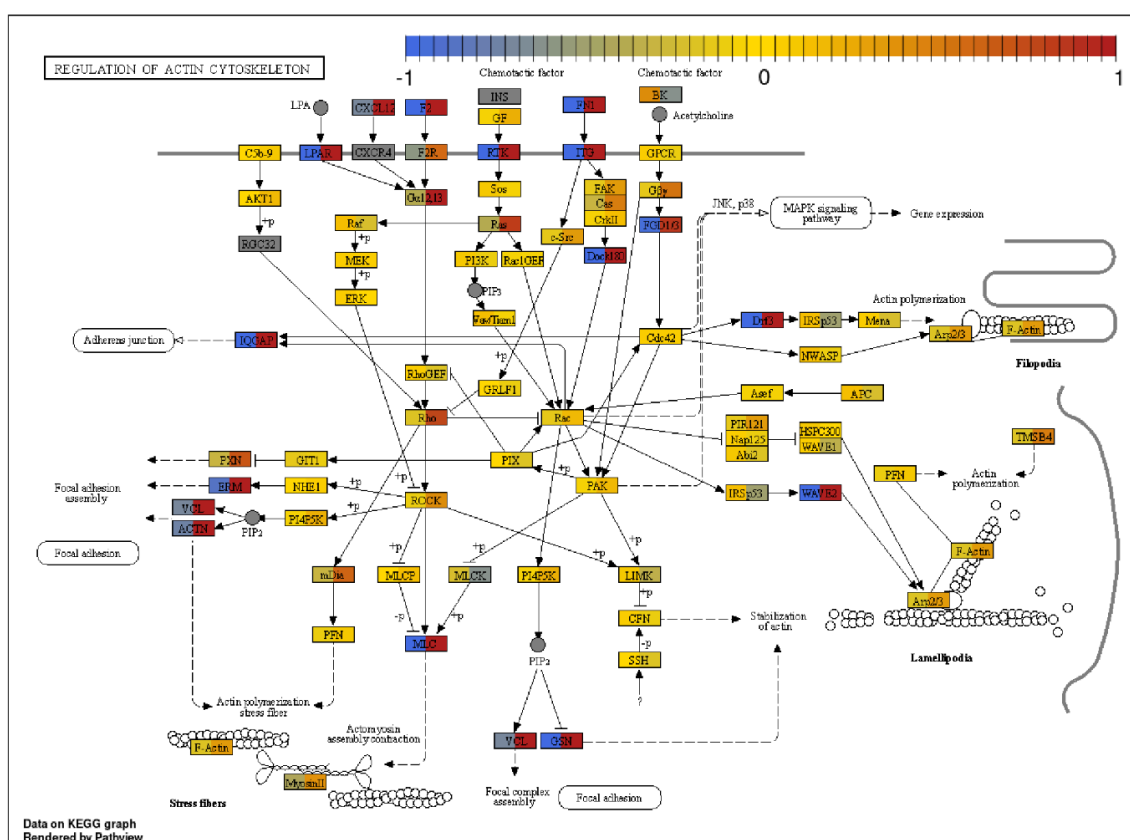 REGULATION OF ACTIN CYTOSKELETON
-1
0
1
Chemotactic factor
Chemotactic factor
LPA
CXCL12
F2
INS
GF
FN1
BK
Acetylcholine
C5b-9
LPAR
CXCR4
F2R
RTK
ITG
GPCR
AKT1
Gα12,13
Sos
FAK
Cas
CrkII
Gβγ
JNK, p38
MAPK signaling
pathway
Gene expression
+p
RGC32
Raf
Ras
c-Src
FGD1/3
+p
MEK
PI3K
Rap1GEF
Dock180
+p
ERK
PIP3
Vav/Tiam1
Actin polymerization
Drf3
IRSp53
Mena
Arp2/3
F-Actin
Adherens junction
IQGAP
Cdc42
NWASP
Filopodia
+p
RhoGEF
GRLF1
Asef
APC
Rho
Rac
PIR121
Nap125
Abi2
HSPC300
WAVE1
TMSB4
PXN
GIT1
PIX
+p
PFN
Actin
polymerization
Focal adhesion
assembly
ERM
NHE1
+p
ROCK
PAK
IRSp53
WAVE2
VCL
ACTN
PIP2
PI4P5K
+p
Focal adhesion
+p
+p
+p
+p
F-Actin
mDia
MLCP
MLCK
PI4P5K
LIMK
+p
Arp2/3
-p
+p
CFN
Stabilization
of actin
PFN
MLC
-p
Lamellipodia
PIP2
SSH
?
Actin polymerization
stress fiber
Actomyosin
assembly contraction
F-Actin
VCL
GSN
MyosinII
Stress fibers
Focal complex
assembly
Focal adhesion
Data on KEGG graph
Rendered by Pathview